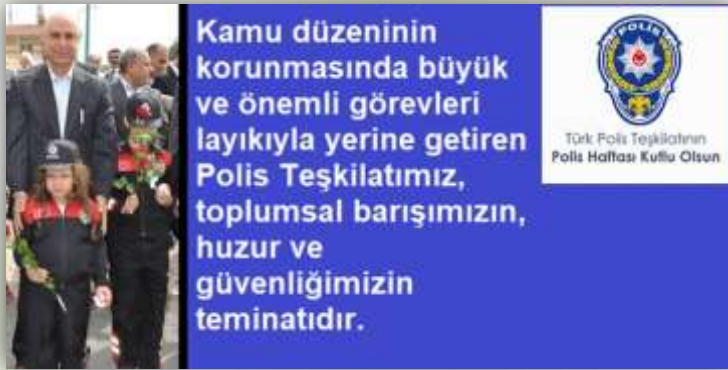 Kamu düzeninin
korunmasında büyük
ve önemli görevleri
layıkıyla yerine getiren
Polis Teşkilatımız,
toplumsal barışımızın,
huzur ve
güvenliğimizin
teminatıdır.
POLİS
Türk Polis Teşkilatının
Polis Haftası Kutlu Olsun